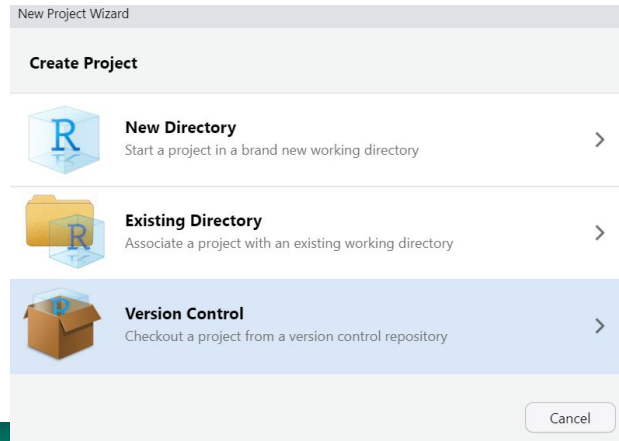 New Project Wizard
Create Project
R
New Directory
Start a project in a brand new working directory
R
Existing Directory
Associate a project with an existing working directory
R
Version Control
Checkout a project from a version control repository
Cancel